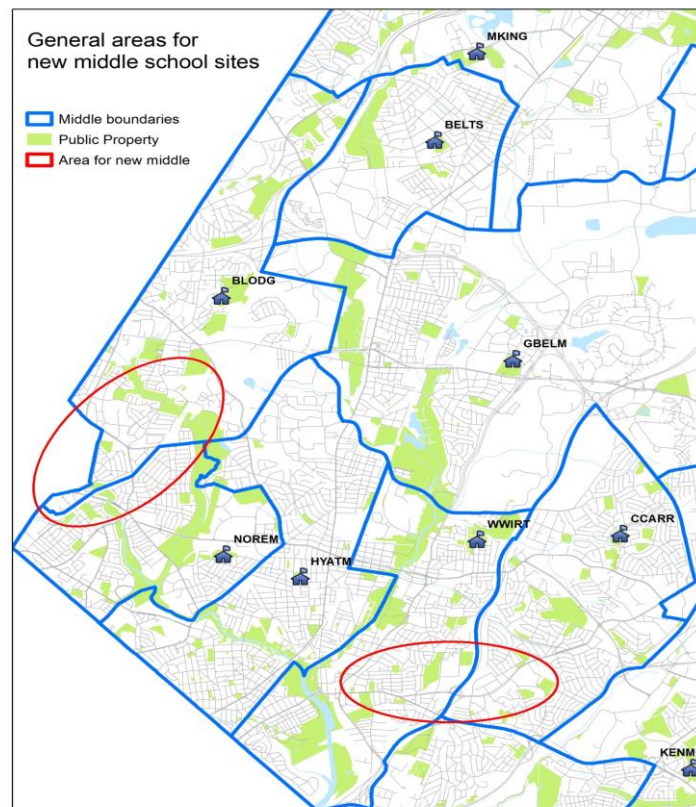 General areas for
new middle school sites
Middle boundaries
Public Property
Area for new middle
MKING
BELTS
BLODG
GBELM
WWIRT
CCARR
NOREM
HYATM
KENM